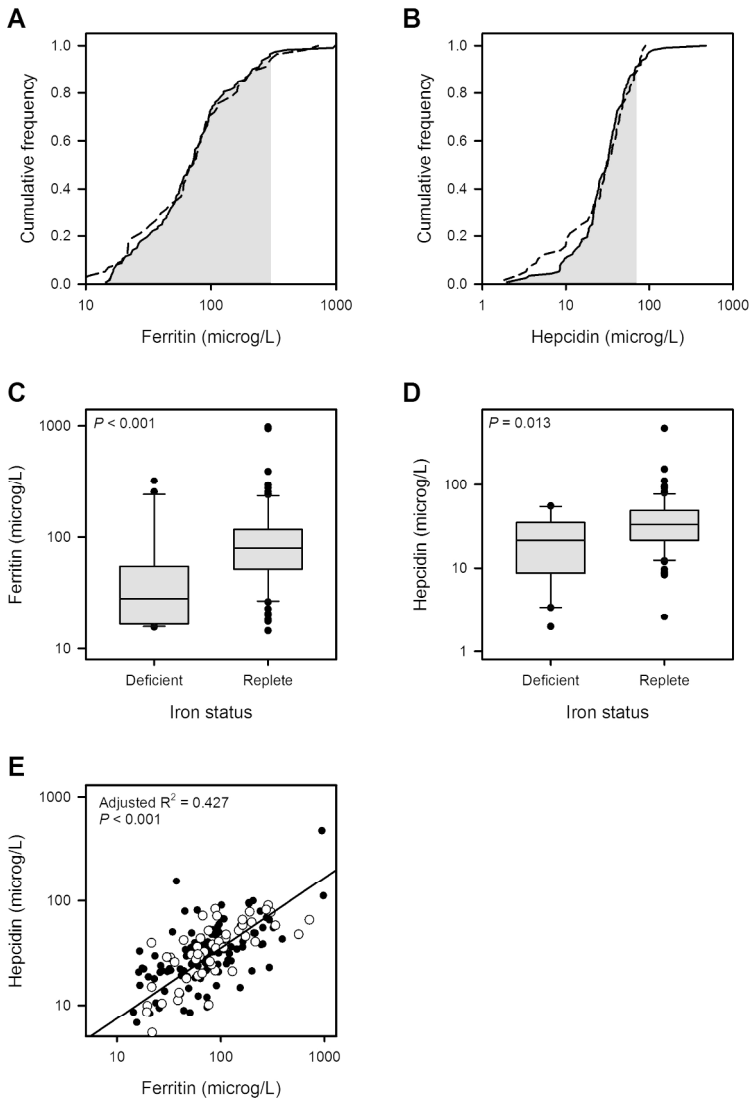 A
Cumulative frequency
1.0
0.8
0.6
0.4
0.2
0.0
10
100
1000
Ferritin (microg/L)
B
Cumulative frequency
1.0
0.8
0.6
0.4
0.2
0.0
1
10
100
1000
Hepcidin (microg/L)
C
P < 0.001
Ferritin (microg/L)
1000
100
10
Deficient Replete
Iron status
D
P = 0.013
Hepcidin (microg/L)
100
10
1
Deficient Replete
Iron status
E
Adjusted R² = 0.427
P < 0.001
Hepcidin (microg/L)
1000
100
10
10
100
1000
Ferritin (microg/L)